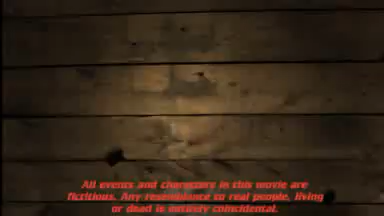 All events and characters in this movie are
fictitious. Any resemblance to real people, living
or dead is entirely coincidental.